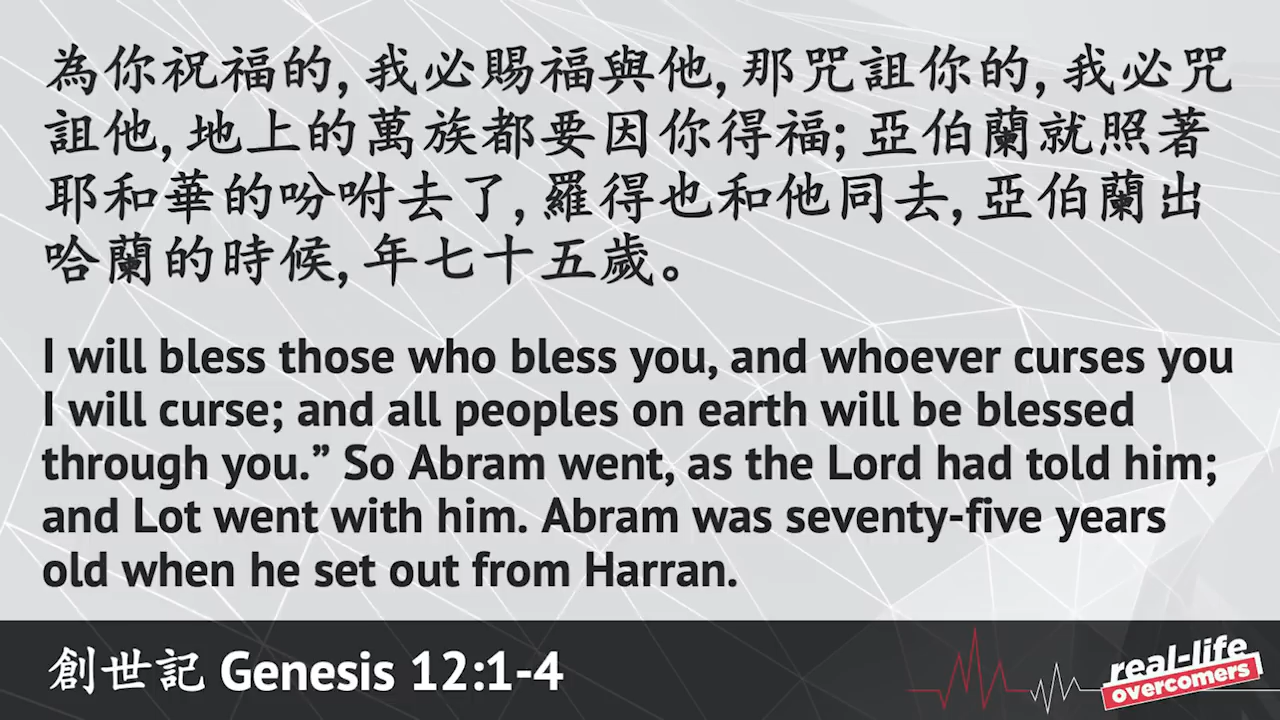 為你祝福的, 我必賜福與他, 那咒詛你的, 我必咒
詛他, 地上的萬族都要因你得福; 亞伯蘭就照著
耶和華的吩咐去了, 羅得也和他同去, 亞伯蘭出
哈蘭的時候, 年七十五歲。
I will bless those who bless you, and whoever curses you
I will curse; and all peoples on earth will be blessed
through you.” So Abram went, as the Lord had told him;
and Lot went with him. Abram was seventy-five years
old when he set out from Harran.
創世記 Genesis 12:1-4
real-life
overcomers